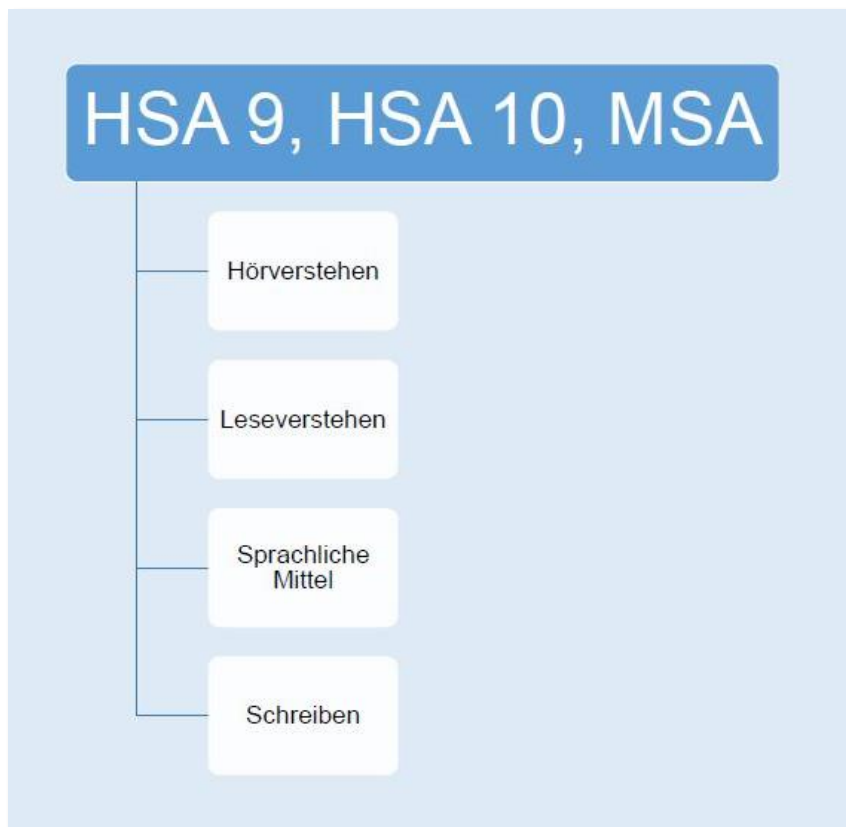 HSA 9, HSA 10, MSA
Hörverstehen
Leseverstehen
Sprachliche
Mittel
Schreiben